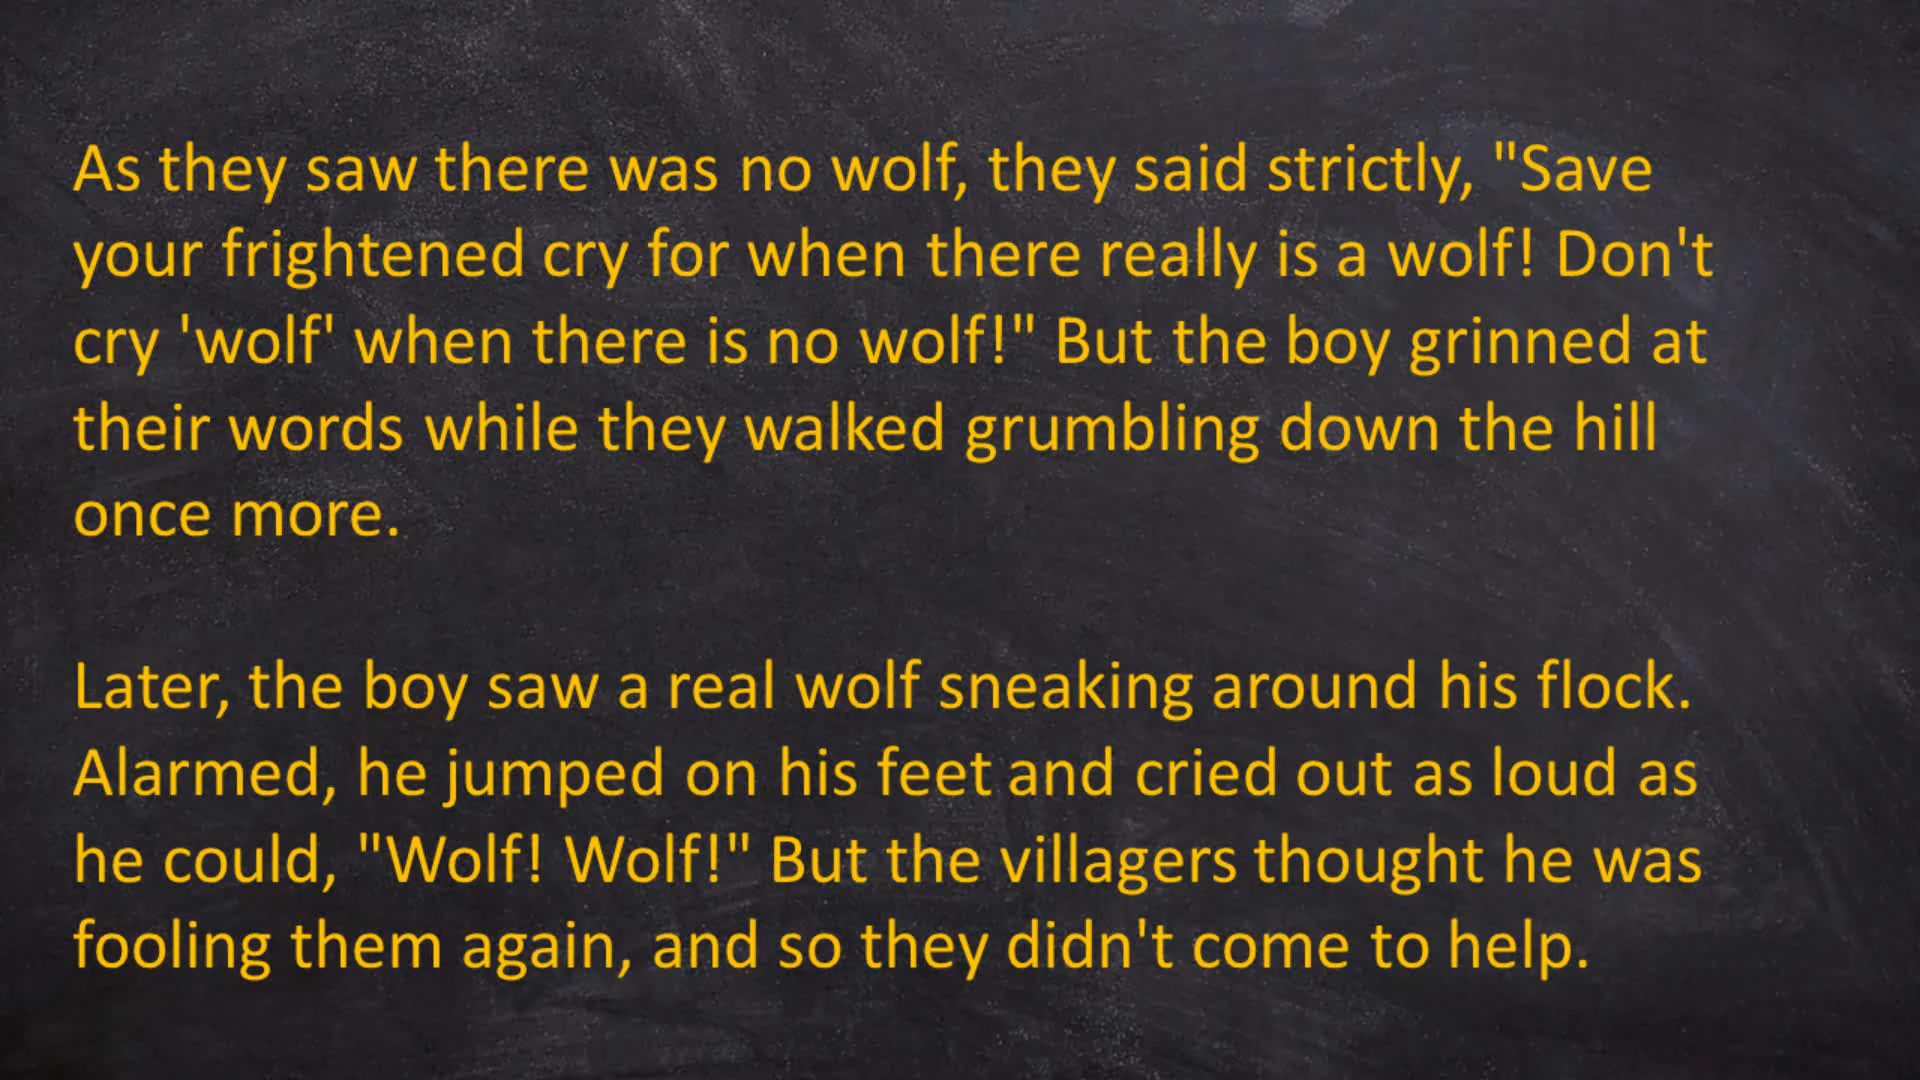 As they saw there was no wolf, they said strictly, "Save
your frightened cry for when there really is a wolf! Don't
cry 'wolf' when there is no wolf!" But the boy grinned at
their words while they walked grumbling down the hill
once more.
Later, the boy saw a real wolf sneaking around his flock.
Alarmed, he jumped on his feet and cried out as loud as
he could, "Wolf! Wolf!" But the villagers thought he was
fooling them again, and so they didn't come to help.